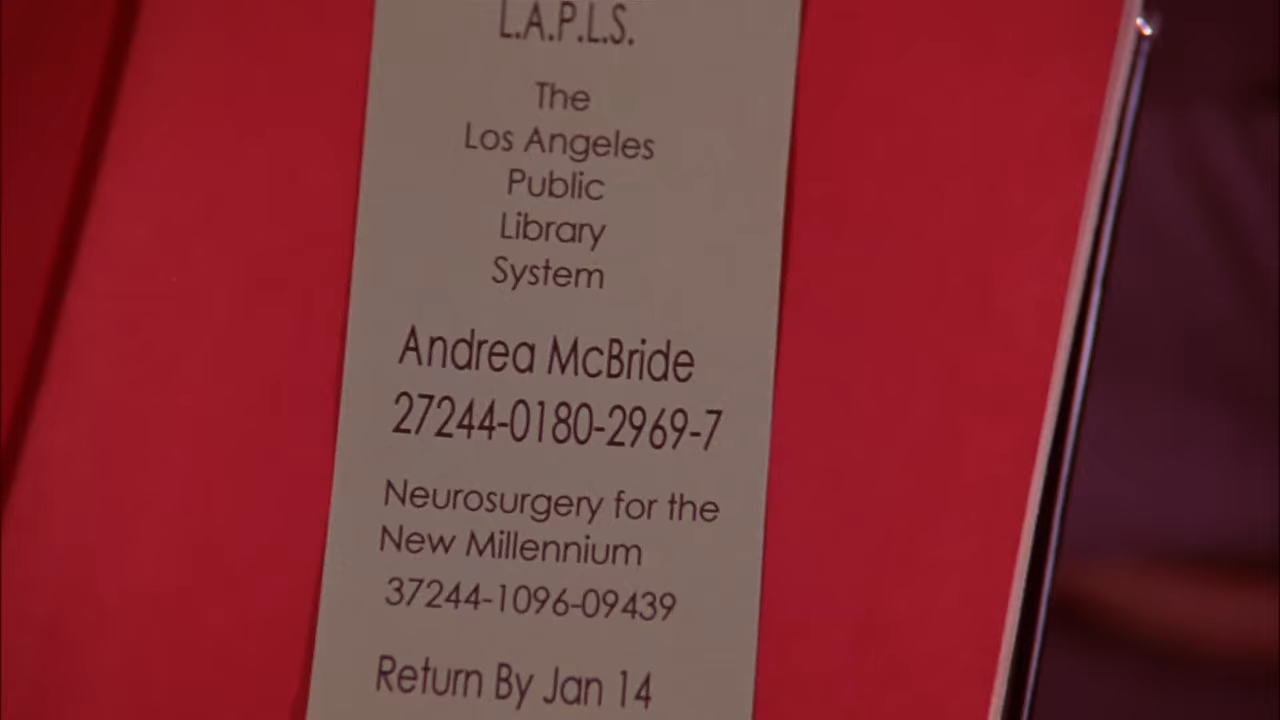 L.A.P.L.S.
The
Los Angeles
Public
Library
System
Andrea McBride
27244-0180-2969-7
Neurosurgery for the
New Millennium
37244-1096-09439
Return By Jan 14